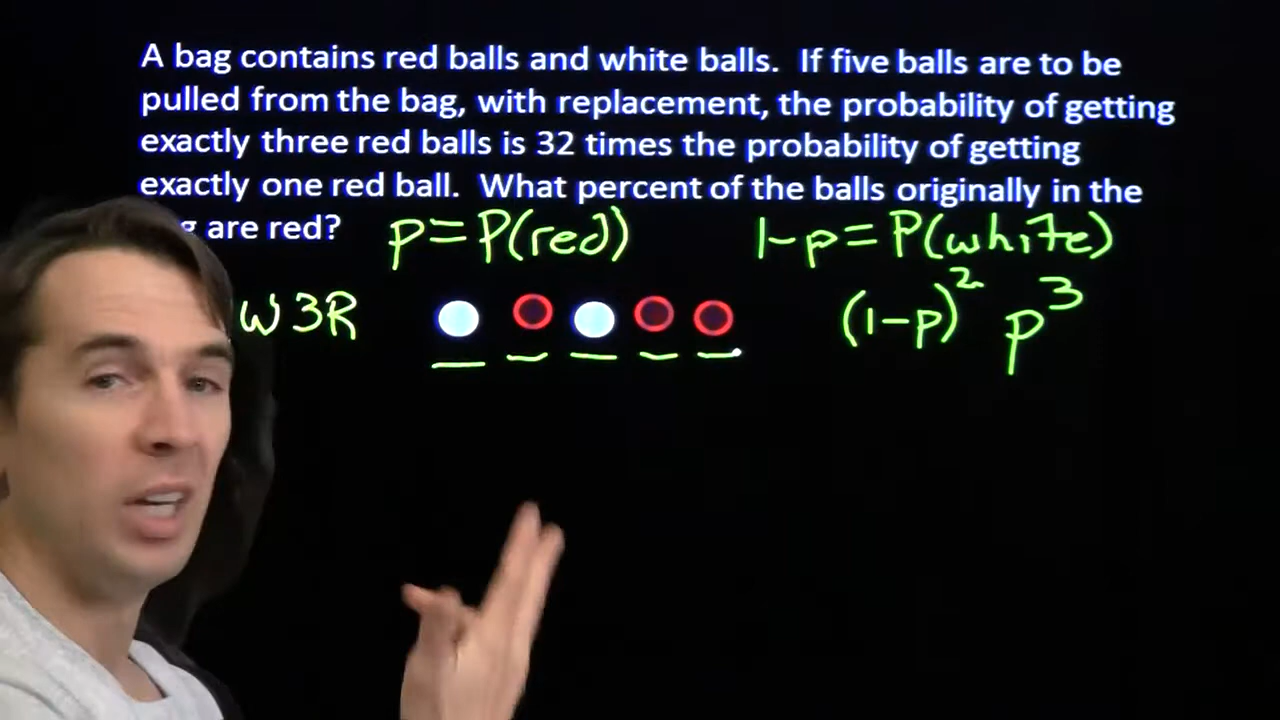 A bag contains red balls and white balls. If five balls are to be
pulled from the bag, with replacement, the probability of getting
exactly three red balls is 32 times the probability of getting
exactly one red ball. What percent of the balls originally in the
are red? p=P(red) 1-p=P(white)
W 3R (1-p)² p³